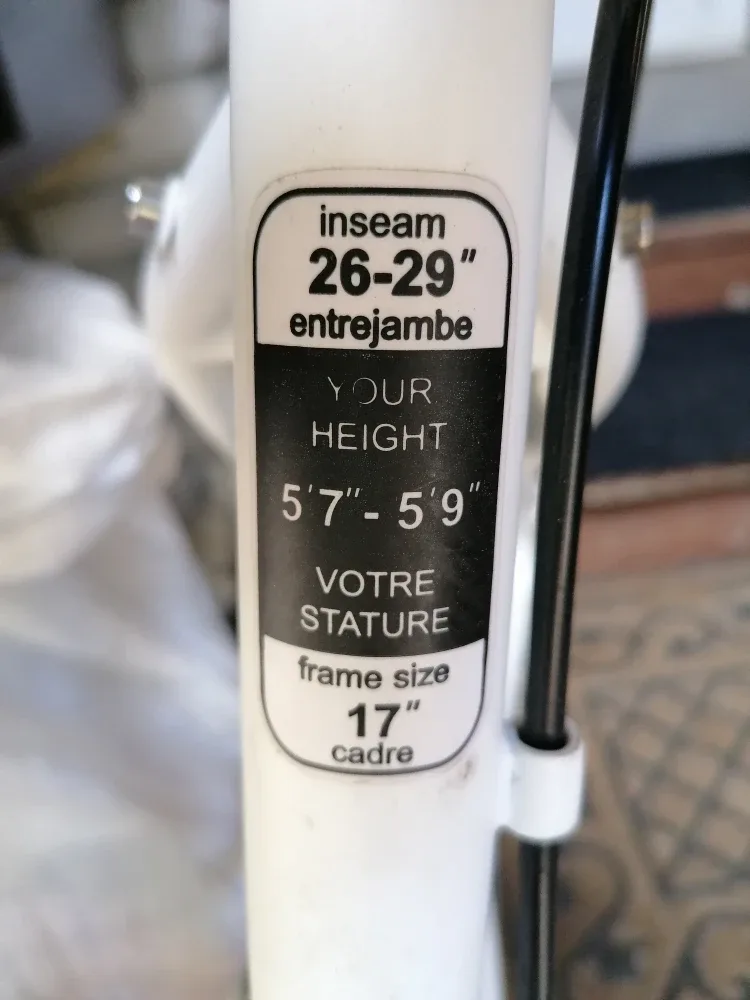 inseam
26-29"
entrejambe
YOUR
HEIGHT
5'7"- 5'9"
VOTRE
STATURE
frame size
17"
cadre